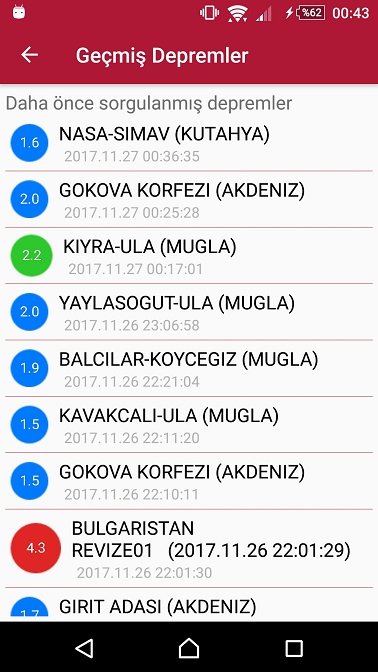 %62 00:43
Geçmiş Depremler
Daha önce sorgulanmış depremler
1.6 NASA-SIMAV (KUTAHYA)
2017.11.27 00:36:35
2.0 GOKOVA KORFEZI (AKDENIZ)
2017.11.27 00:25:28
2.2 KIYRA-ULA (MUGLA)
2017.11.27 00:17:01
2.0 YAYLASOGUT-ULA (MUGLA)
2017.11.26 23:06:58
1.9 BALCILAR-KOYCEGIZ (MUGLA)
2017.11.26 22:21:04
1.5 KAVAKCALI-ULA (MUGLA)
2017.11.26 22:11:20
1.5 GOKOVA KORFEZI (AKDENIZ)
2017.11.26 22:10:11
BULGARISTAN
4.3 REVIZE01 (2017.11.26 22:01:29)
2017.11.26 22:01:30
1.7 GIRIT ADASI (AKDENIZ)